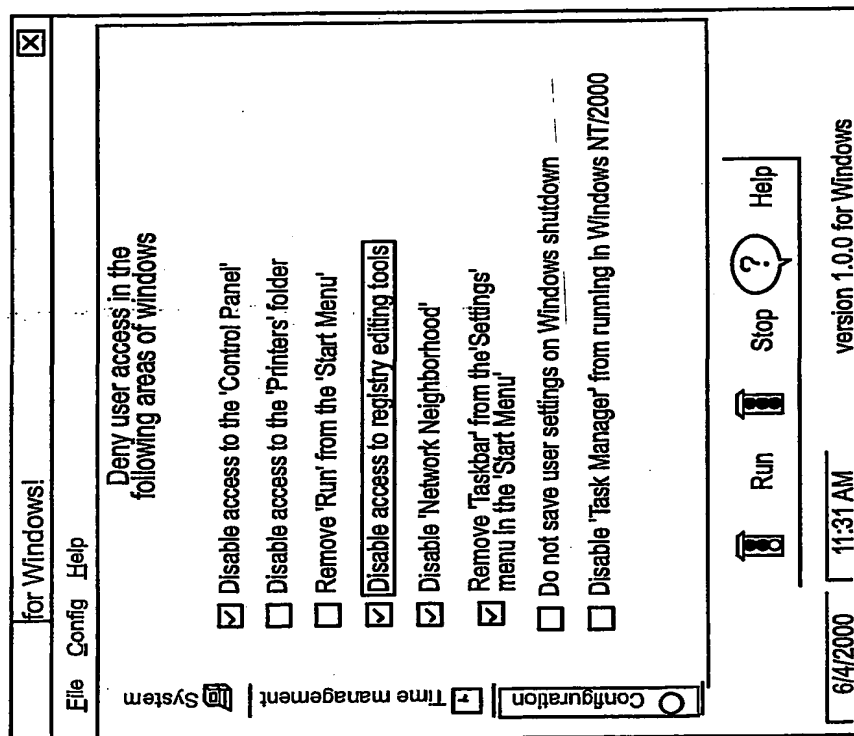 for Windows!
File Config Help
System
Time management
Configuration
Deny user access in the
following areas of windows
Disable access to the 'Control Panel'
Disable access to the 'Printers' folder
Remove 'Run' from the 'Start Menu'
Disable access to registry editing tools
Disable 'Network Neighborhood'
Remove 'Taskbar' from the 'Settings'
menu in the 'Start Menu'
Do not save user settings on Windows shutdown
Disable 'Task Manager' from running in Windows NT/2000
Run Stop ? Help
6/4/2000 11:31 AM version 1.0.0 for Windows